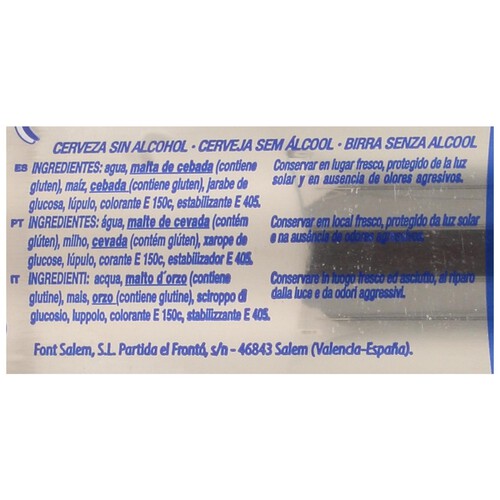 CERVEZA SIN ALCOHOL · CERVEJA SEM ÁLCOOL · BIRRA SENZA ALCOOL
ES INGREDIENTES: agua, malta de cebada (contiene
gluten), maíz, cebada (contiene gluten), jarabe de
glucosa, lúpulo, colorante E 150c, estabilizante E 405.
Conservar en lugar fresco, protegido de la luz
solar y en ausencia de olores agresivos.
PT INGREDIENTES: água, malte de cevada (contém
glúten), milho, cevada (contém glúten), xarope de
glucose, lúpulo, corante E 150c, estabilizador E 405.
Conservar em local fresco, protegido da luz solar
e na ausência de odores agressivos.
IT INGREDIENTI: acqua, malto d'orzo (contiene
glutine), mais, orzo (contiene glutine), sciroppo di
glucosio, luppolo, colorante E 150c, stabilizzante E 405.
Conservare in luogo fresco ed asciutto, al riparo
dalla luce e da odori aggressivi.
Font Salem, S.L. Partida el Frontó, s/n - 46843 Salem (Valencia-España).